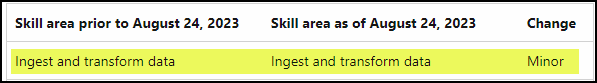 Skill area prior to August 24, 2023 Skill area as of August 24, 2023 Change
Ingest and transform data Ingest and transform data Minor